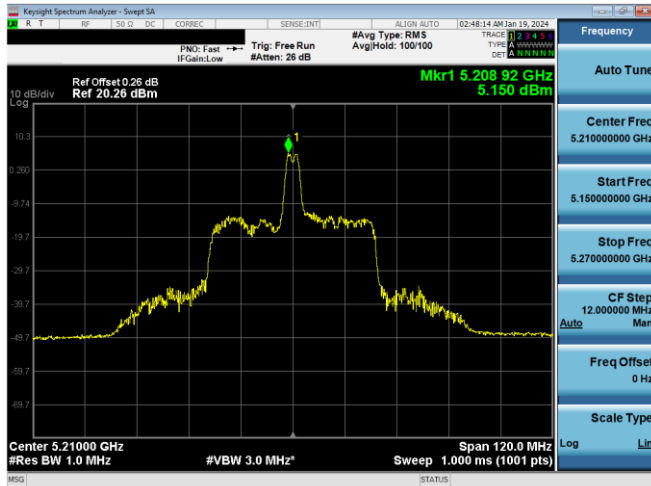 Keysight Spectrum Analyzer - Swept SA
R T RF 50 Ω DC CORREC SENSE:INT ALIGN AUTO 02:48:14 AM Jan 19, 2024
PNO: Fast
IFGain:Low
Trig: Free Run
#Atten: 26 dB
#Avg Type: RMS
Avg|Hold: 100/100
TRACE 1 2 3 4 5 6
TYPE A WWWWW
DET A N N N N N
Mkr1 5.208 92 GHz
5.150 dBm
Ref Offset 0.26 dB
10 dB/div Ref 20.26 dBm
Log
1
10.3
0.260
-9.74
-19.7
-29.7
-39.7
-49.7
-59.7
-69.7
Center 5.21000 GHz Span 120.0 MHz
#Res BW 1.0 MHz #VBW 3.0 MHz* Sweep 1.000 ms (1001 pts)
MSG STATUS
Frequency
Auto Tune
Center Freq
5.210000000 GHz
Start Freq
5.150000000 GHz
Stop Freq
5.270000000 GHz
CF Step
12.000000 MHz
Auto Man
Freq Offset
0 Hz
Scale Type
Log Lin